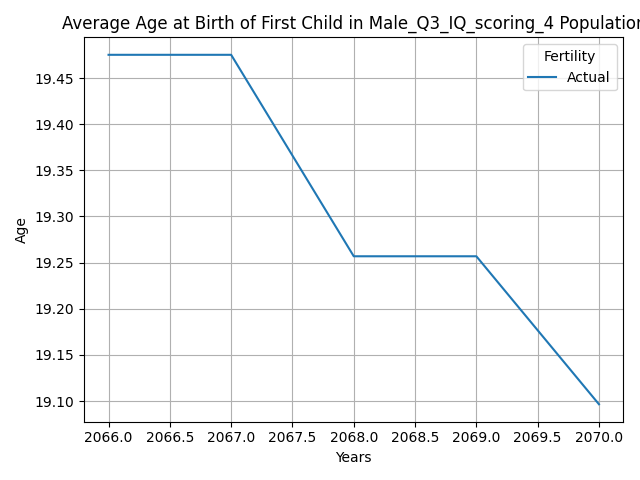 Average Age at Birth of First Child in Male_Q3_IQ_scoring_4 Population
Fertility
Actual
19.45
19.40
19.35
19.30
19.25
19.20
19.15
19.10
Age
2066.0 2066.5 2067.0 2067.5 2068.0 2068.5 2069.0 2069.5 2070.0
Years